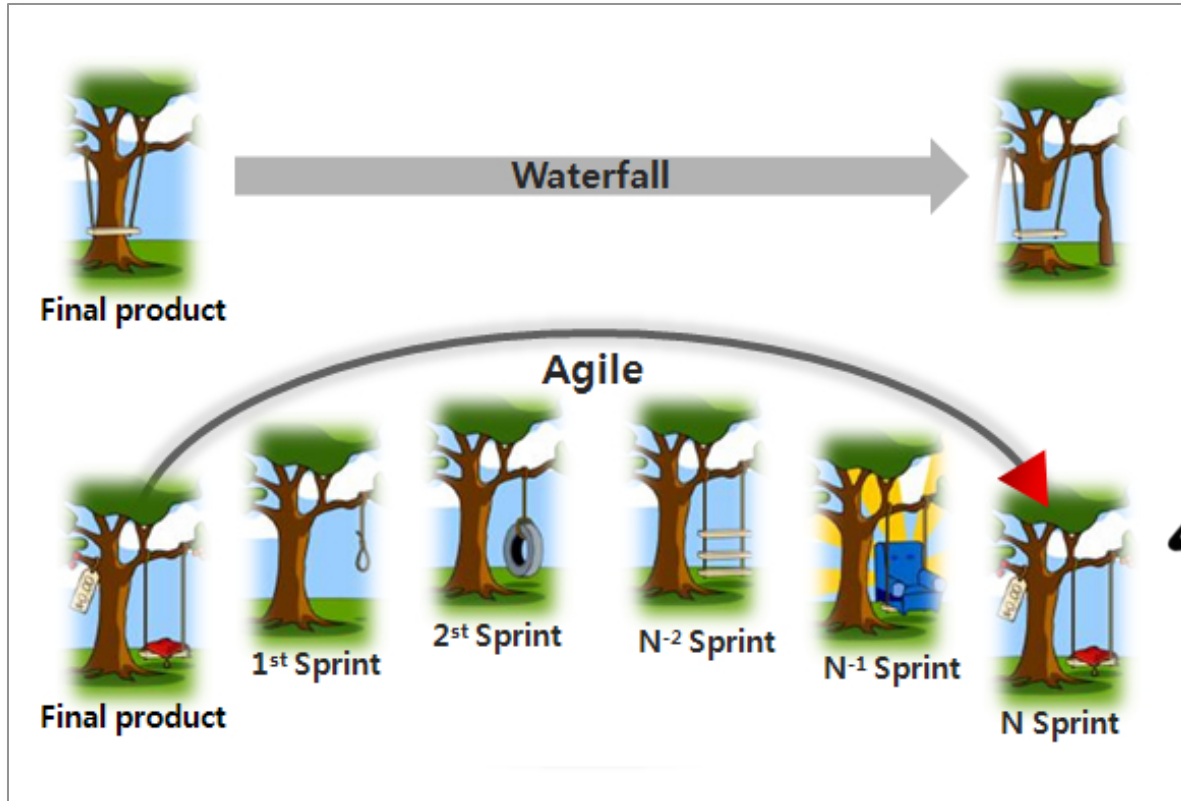 Waterfall
Final product
Agile
1st Sprint
2st Sprint
N-2 Sprint
N-1 Sprint
N Sprint
Final product